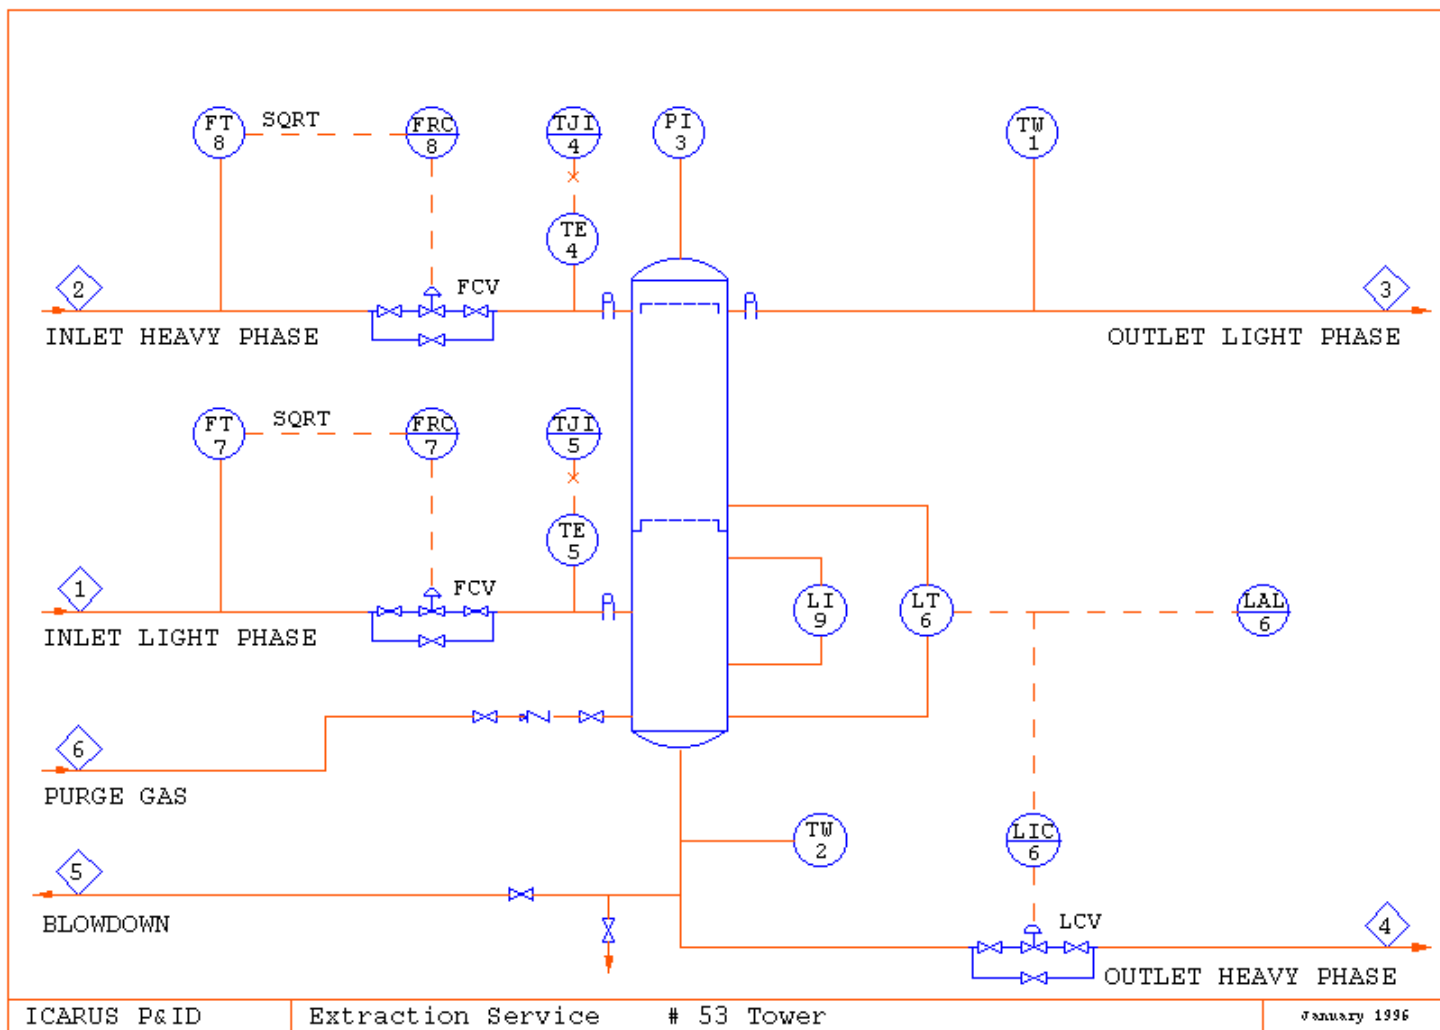 FT
8
SQRT
FRC
8
TJI
4
PI
3
TW
1
TE
4
2
FCV
3
INLET HEAVY PHASE
OUTLET LIGHT PHASE
FT
7
SQRT
FRC
7
TJI
5
TE
5
1
FCV
LI
9
LT
6
LAL
6
INLET LIGHT PHASE
6
PURGE GAS
TW
2
LIC
6
5
BLOWDOWN
LCV
4
OUTLET HEAVY PHASE
ICARUS P&ID
Extraction Service # 53 Tower
January 1996